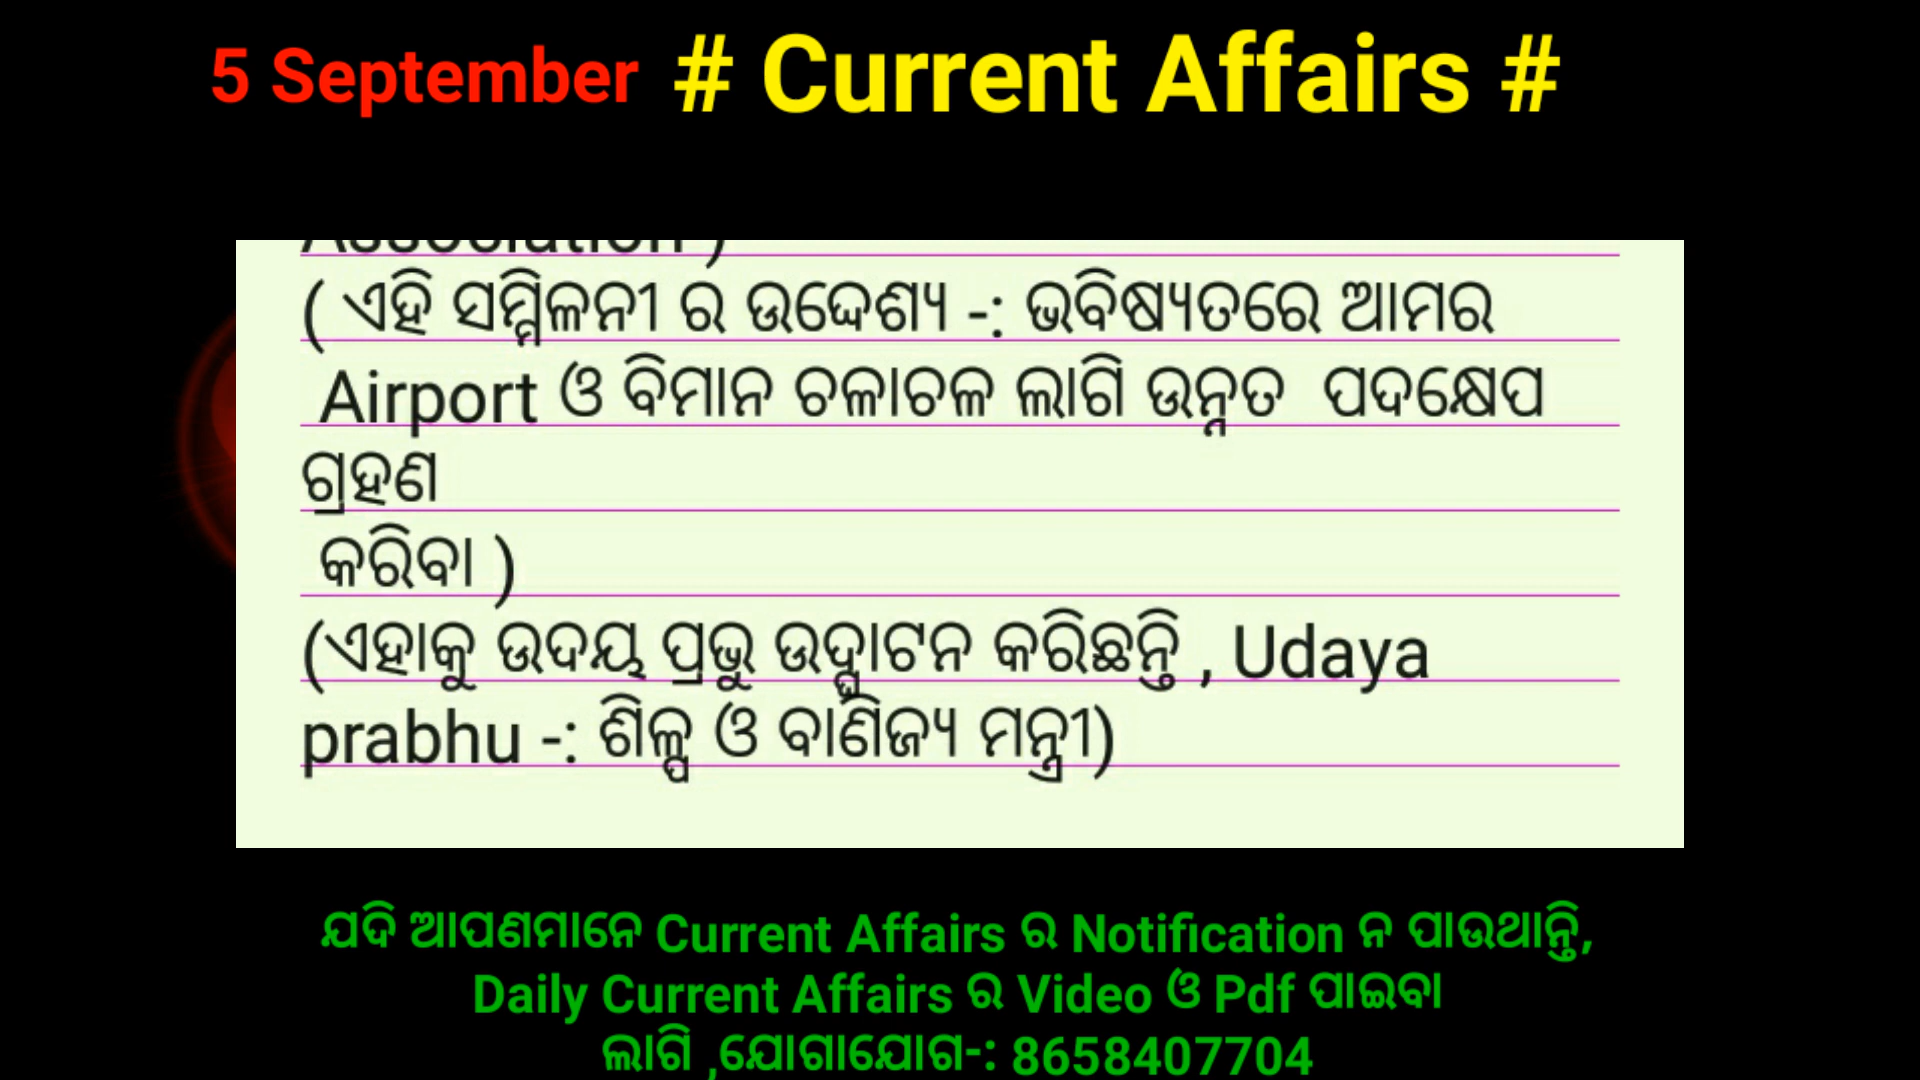 5 September # Current Affairs #
Association )
( ଏହି ସମ୍ମିଳନୀ ର ଉଦ୍ଦେଶ୍ୟ -: ଭବିଷ୍ୟତରେ ଆମର
Airport ଓ ବିମାନ ଚଳାଚଳ ଲାଗି ଉନ୍ନତ ପଦକ୍ଷେପ
ଗ୍ରହଣ
କରିବା )
(ଏହାକୁ ଉଦୟ ପ୍ରଭୁ ଉଦ୍ଘାଟନ କରିଛନ୍ତି , Udaya
prabhu -: ଶିଳ୍ପ ଓ ବାଣିଜ୍ୟ ମନ୍ତ୍ରୀ)
ଯଦି ଆପଣମାନେ Current Affairs ର Notification ନ ପାଉଥାନ୍ତି,
Daily Current Affairs ର Video ଓ Pdf ପାଇବା
ଲାଗି ,ଯୋଗାଯୋଗ-: 8658407704